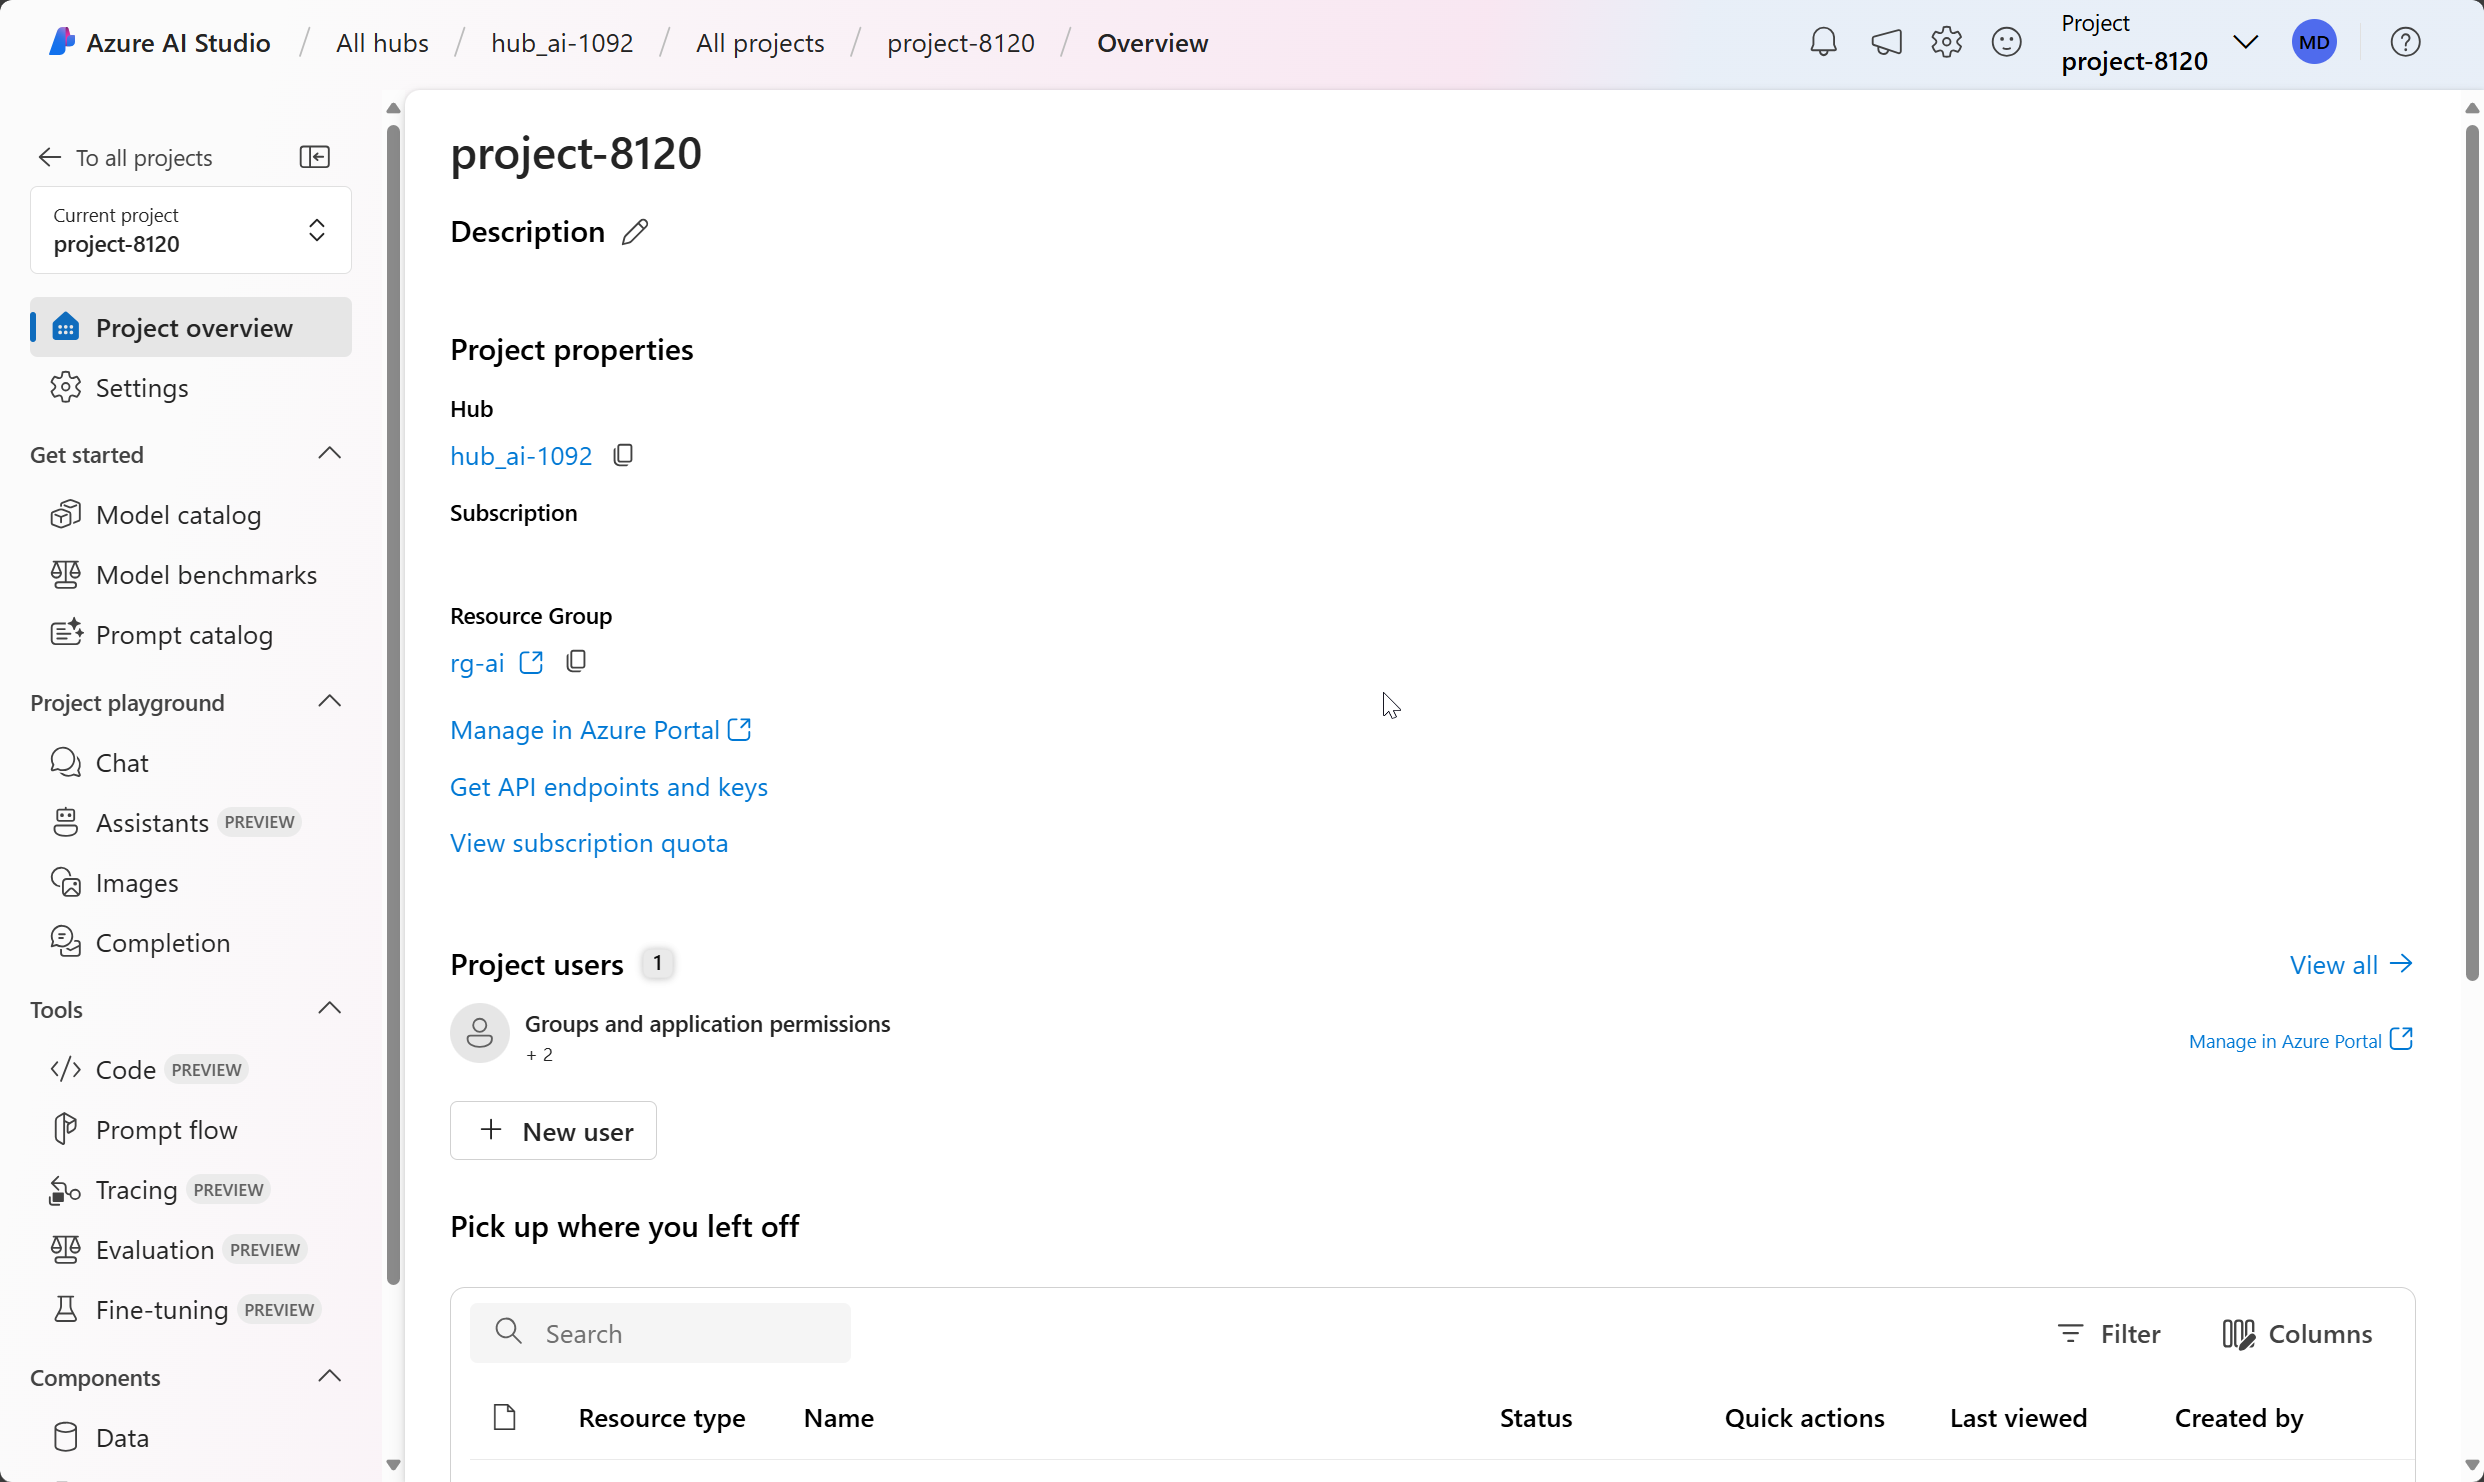 Azure AI Studio / All hubs / hub_ai-1092 / All projects / project-8120 / Overview
Project
project-8120
MD
To all projects
Current project
project-8120
Project overview
Settings
Get started
Model catalog
Model benchmarks
Prompt catalog
Project playground
Chat
Assistants PREVIEW
Images
Completion
Tools
Code PREVIEW
Prompt flow
Tracing PREVIEW
Evaluation PREVIEW
Fine-tuning PREVIEW
Components
Data
project-8120
Description
Project properties
Hub
hub_ai-1092
Subscription
Resource Group
rg-ai
Manage in Azure Portal
Get API endpoints and keys
View subscription quota
Project users 1
View all
Groups and application permissions
+ 2
Manage in Azure Portal
New user
Pick up where you left off
Search
Filter
Columns
Resource type Name Status Quick actions Last viewed Created by